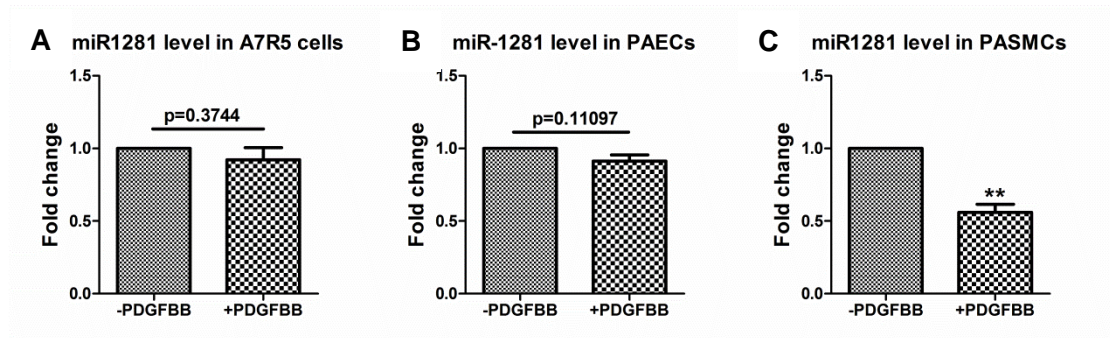 A miR1281 level in A7R5 cells
1.5
1.0
0.5
0.0
Fold change
p=0.3744
-PDGFBB +PDGFBB
B miR-1281 level in PAECs
1.5
1.0
0.5
0.0
Fold change
p=0.11097
-PDGFBB +PDGFBB
C miR1281 level in PASMCs
1.5
1.0
0.5
0.0
Fold change
**
-PDGFBB +PDGFBB